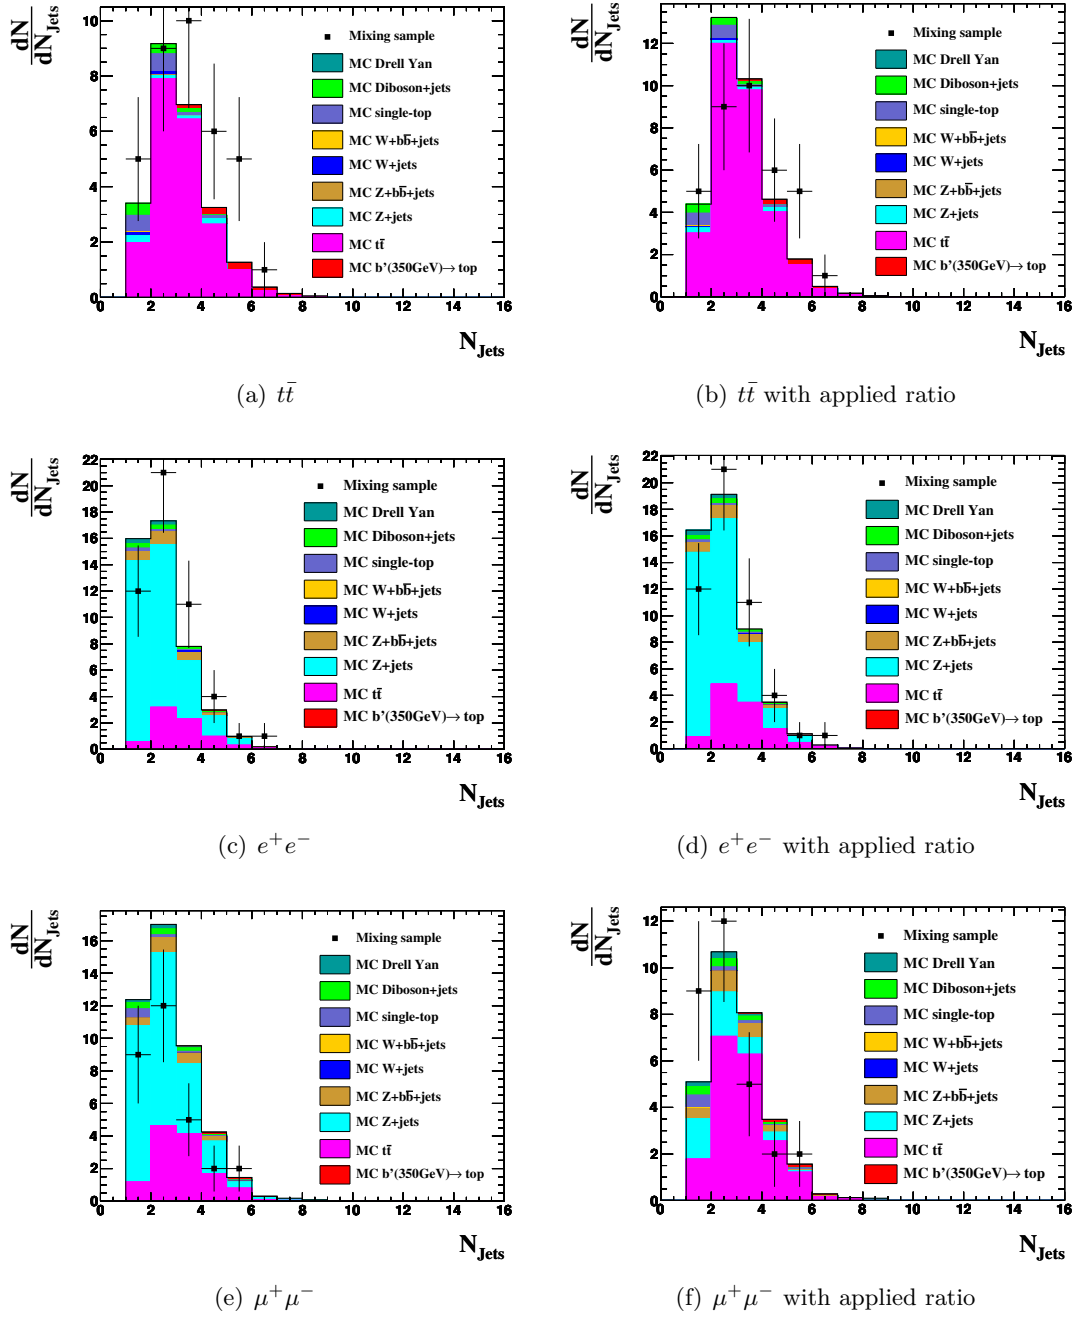 dN
dN_Jets
10
8
6
4
2
0
Mixing sample
MC Drell Yan
MC Diboson+jets
MC single-top
MC W+bb̄+jets
MC W+jets
MC Z+bb̄+jets
MC Z+jets
MC tt̄
MC b'(350GeV)→top
0 2 4 6 8 10 12 14 16
N_Jets
(a) tt̄
dN
dN_Jets
12
10
8
6
4
2
0
Mixing sample
MC Drell Yan
MC Diboson+jets
MC single-top
MC W+bb̄+jets
MC W+jets
MC Z+bb̄+jets
MC Z+jets
MC tt̄
MC b'(350GeV)→top
0 2 4 6 8 10 12 14 16
N_Jets
(b) tt̄ with applied ratio
dN
dN_Jets
22
20
18
16
14
12
10
8
6
4
2
0
Mixing sample
MC Drell Yan
MC Diboson+jets
MC single-top
MC W+bb̄+jets
MC W+jets
MC Z+bb̄+jets
MC Z+jets
MC tt̄
MC b'(350GeV)→top
0 2 4 6 8 10 12 14 16
N_Jets
(c) e⁺e⁻
dN
dN_Jets
22
20
18
16
14
12
10
8
6
4
2
0
Mixing sample
MC Drell Yan
MC Diboson+jets
MC single-top
MC W+bb̄+jets
MC W+jets
MC Z+bb̄+jets
MC Z+jets
MC tt̄
MC b'(350GeV)→top
0 2 4 6 8 10 12 14 16
N_Jets
(d) e⁺e⁻ with applied ratio
dN
dN_Jets
16
14
12
10
8
6
4
2
0
Mixing sample
MC Drell Yan
MC Diboson+jets
MC single-top
MC W+bb̄+jets
MC W+jets
MC Z+bb̄+jets
MC Z+jets
MC tt̄
MC b'(350GeV)→top
0 2 4 6 8 10 12 14 16
N_Jets
(e) μ⁺μ⁻
dN
dN_Jets
12
10
8
6
4
2
0
Mixing sample
MC Drell Yan
MC Diboson+jets
MC single-top
MC W+bb̄+jets
MC W+jets
MC Z+bb̄+jets
MC Z+jets
MC tt̄
MC b'(350GeV)→top
0 2 4 6 8 10 12 14 16
N_Jets
(f) μ⁺μ⁻ with applied ratio